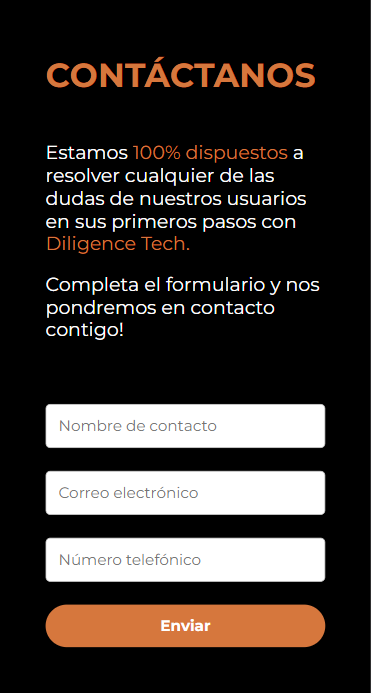 CONTÁCTANOS
Estamos 100% dispuestos a
resolver cualquier de las
dudas de nuestros usuarios
en sus primeros pasos con
Diligence Tech.
Completa el formulario y nos
pondremos en contacto
contigo!
Nombre de contacto
Correo electrónico
Número telefónico
Enviar